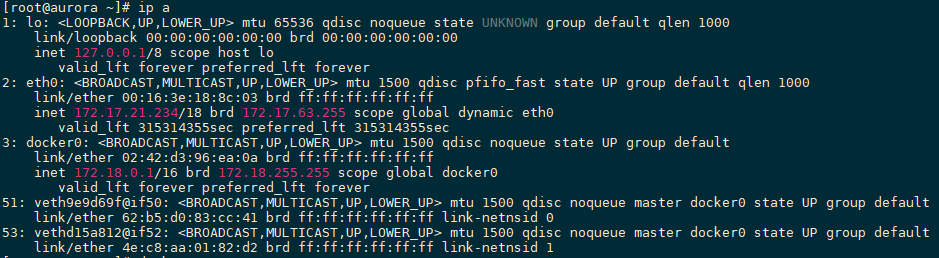 [root@aurora ~]# ip a
1: lo: <LOOPBACK,UP,LOWER_UP> mtu 65536 qdisc noqueue state UNKNOWN group default qlen 1000
    link/loopback 00:00:00:00:00:00 brd 00:00:00:00:00:00
    inet 127.0.0.1/8 scope host lo
       valid_lft forever preferred_lft forever
2: eth0: <BROADCAST,MULTICAST,UP,LOWER_UP> mtu 1500 qdisc pfifo_fast state UP group default qlen 1000
    link/ether 00:16:3e:18:8c:03 brd ff:ff:ff:ff:ff:ff
    inet 172.17.21.234/18 brd 172.17.63.255 scope global dynamic eth0
       valid_lft 315314355sec preferred_lft 315314355sec
3: docker0: <BROADCAST,MULTICAST,UP,LOWER_UP> mtu 1500 qdisc noqueue state UP group default
    link/ether 02:42:d3:96:ea:0a brd ff:ff:ff:ff:ff:ff
    inet 172.18.0.1/16 brd 172.18.255.255 scope global docker0
       valid_lft forever preferred_lft forever
51: veth9e9d69f@if50: <BROADCAST,MULTICAST,UP,LOWER_UP> mtu 1500 qdisc noqueue master docker0 state UP group default
    link/ether 62:b5:d0:83:cc:41 brd ff:ff:ff:ff:ff:ff link-netnsid 0
53: vethd15a812@if52: <BROADCAST,MULTICAST,UP,LOWER_UP> mtu 1500 qdisc noqueue master docker0 state UP group default
    link/ether 4e:c8:aa:01:82:d2 brd ff:ff:ff:ff:ff:ff link-netnsid 1